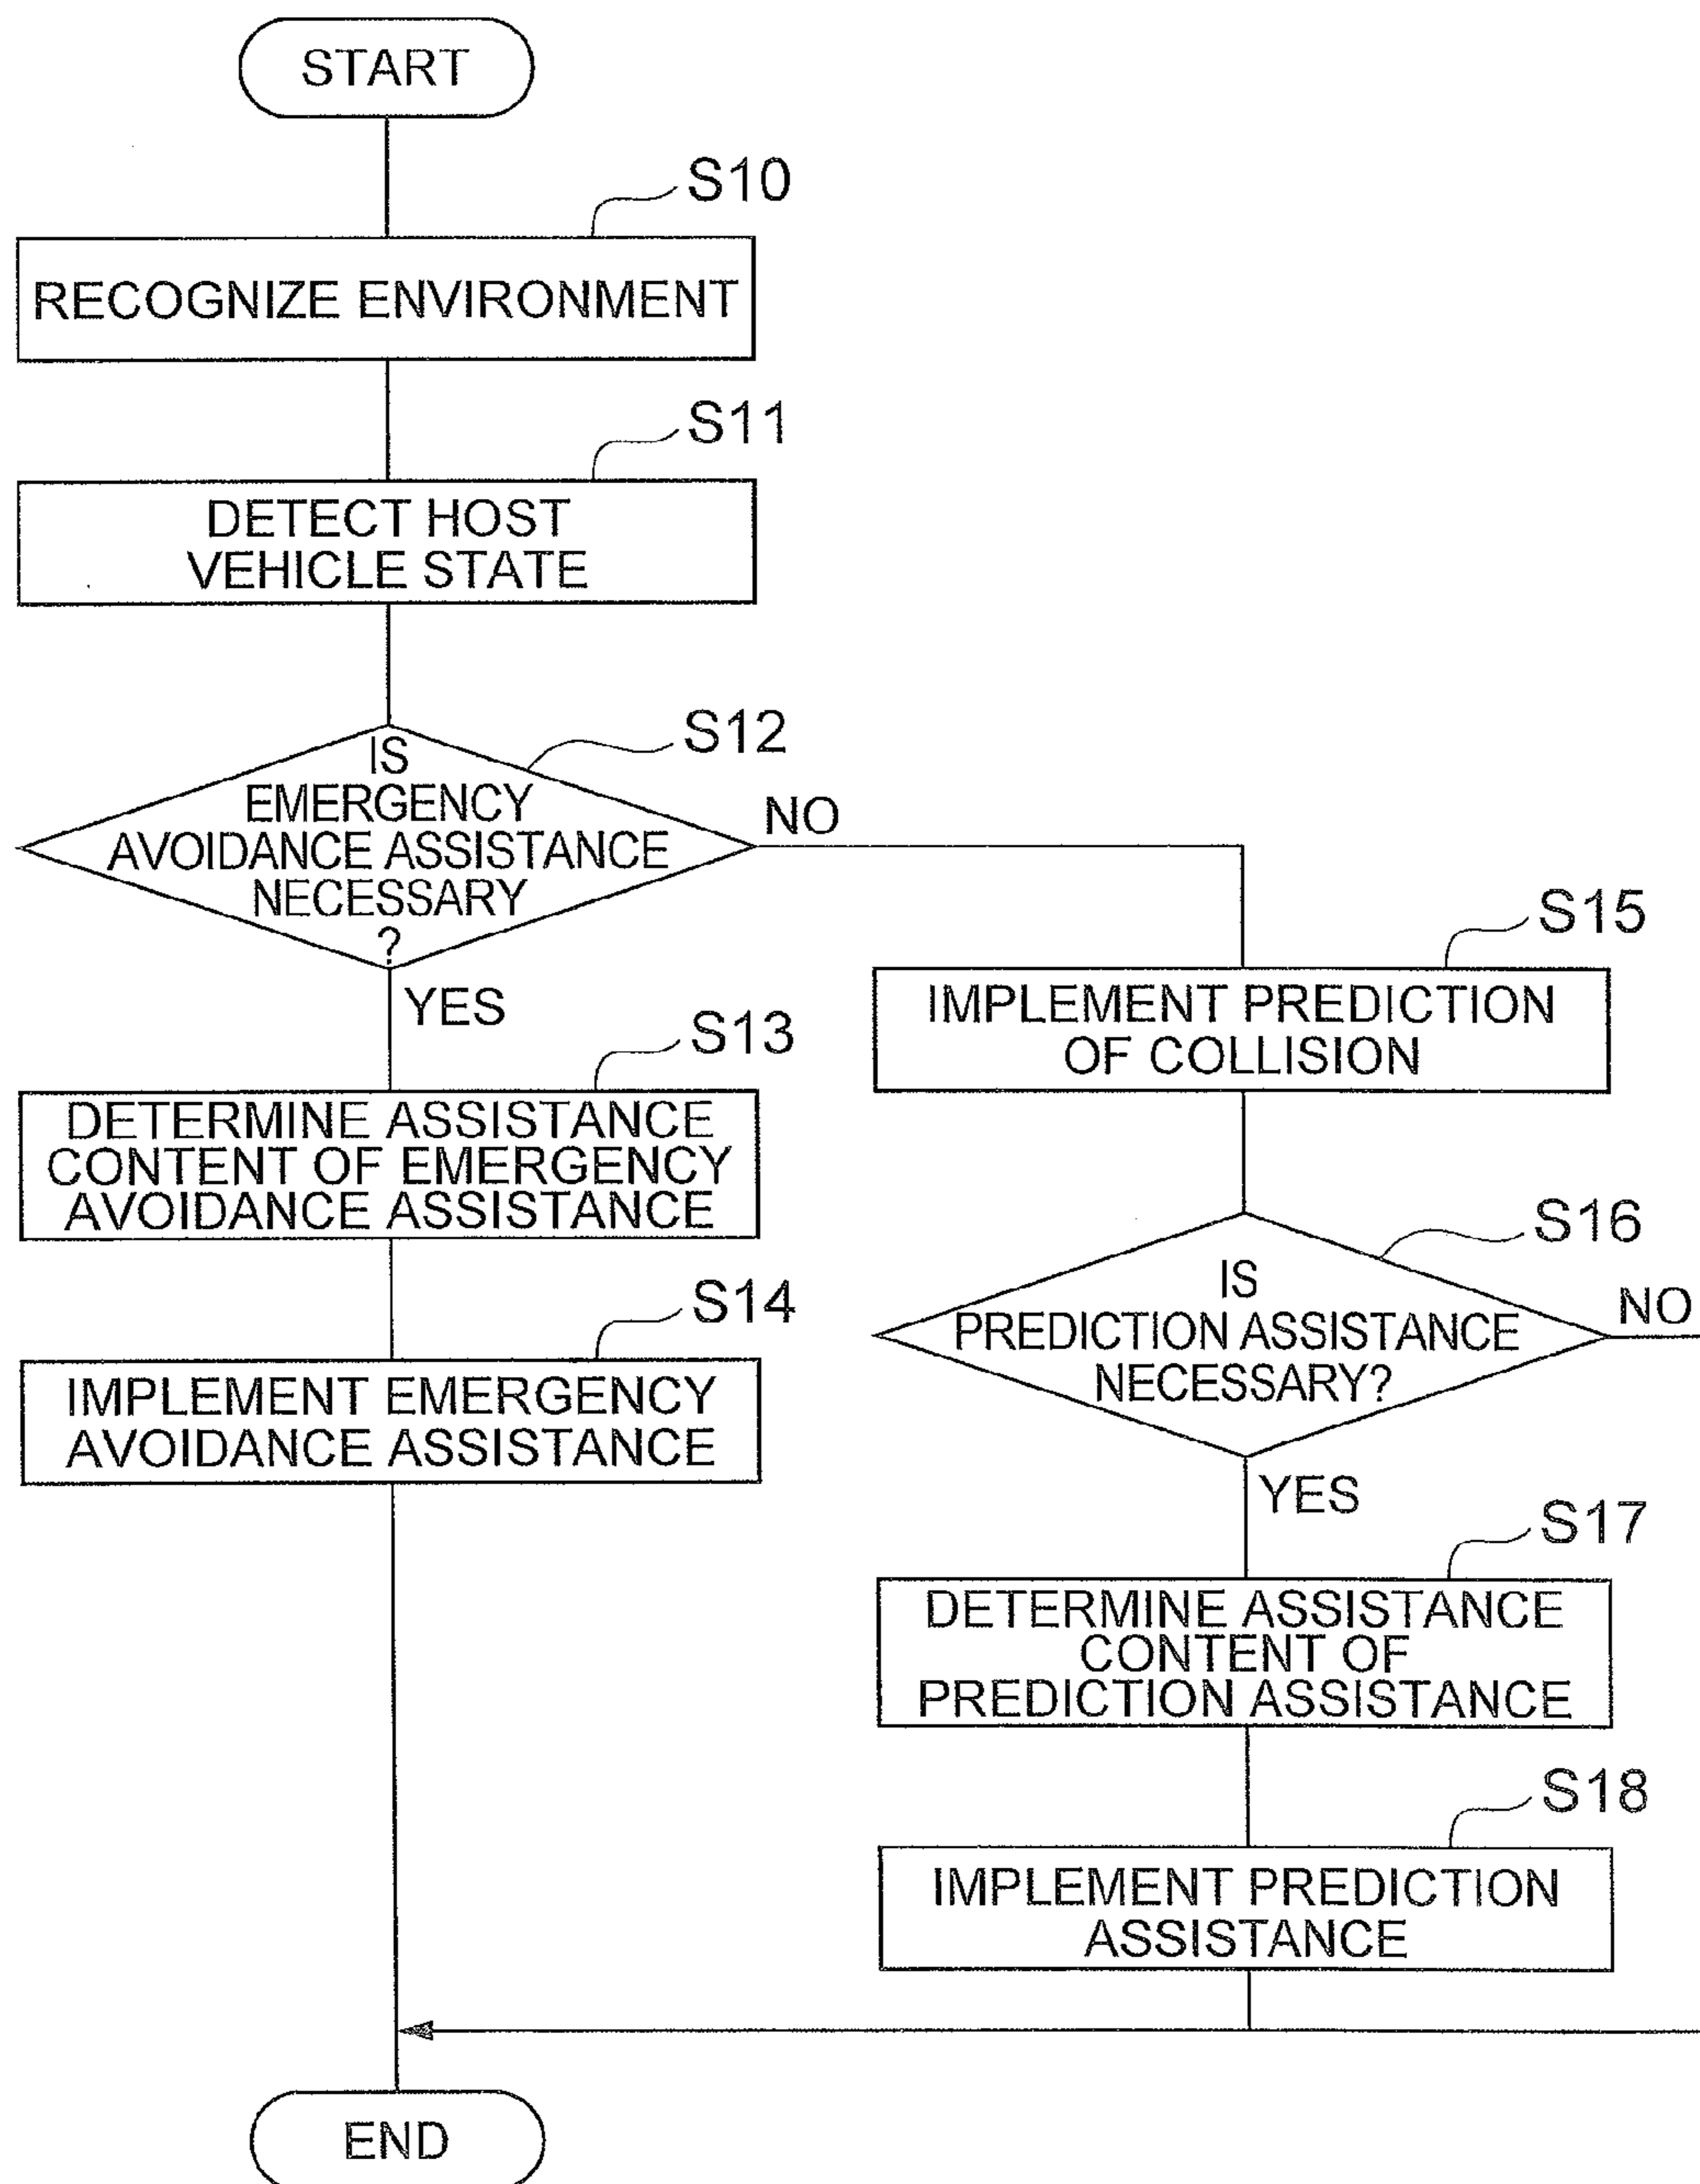 START
S10
RECOGNIZE ENVIRONMENT
S11
DETECT HOST
VEHICLE STATE
S12
IS
EMERGENCY
AVOIDANCE ASSISTANCE
NECESSARY
?
NO
YES
S13
DETERMINE ASSISTANCE
CONTENT OF EMERGENCY
AVOIDANCE ASSISTANCE
S14
IMPLEMENT EMERGENCY
AVOIDANCE ASSISTANCE
S15
IMPLEMENT PREDICTION
OF COLLISION
S16
IS
PREDICTION ASSISTANCE
NECESSARY?
NO
YES
S17
DETERMINE ASSISTANCE
CONTENT OF
PREDICTION ASSISTANCE
S18
IMPLEMENT PREDICTION
ASSISTANCE
END